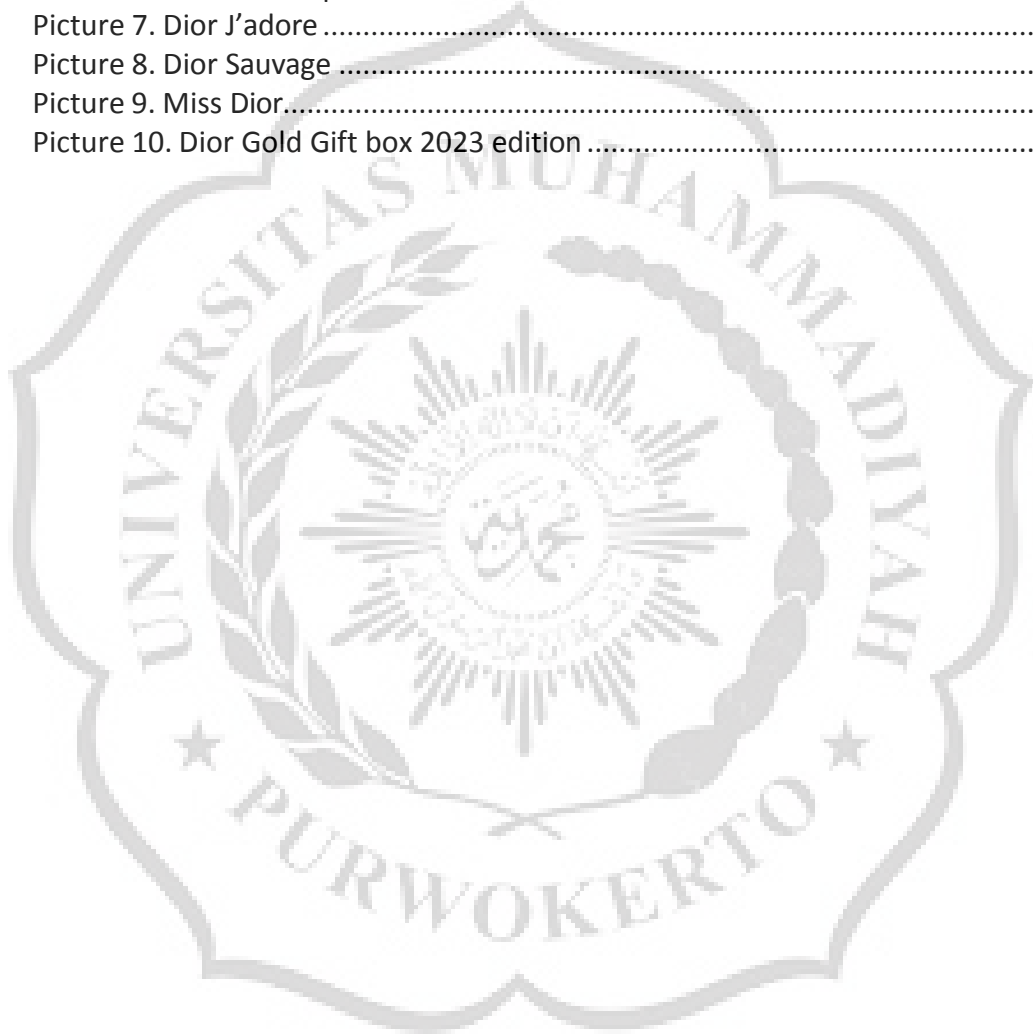 Picture 7. Dior J’adore ........................................................................................
Picture 8. Dior Sauvage ......................................................................................
Picture 9. Miss Dior.............................................................................................
Picture 10. Dior Gold Gift box 2023 edition .......................................................
UNIVERSITAS MUHAMMADIYAH
★ PURWOKERTO ★